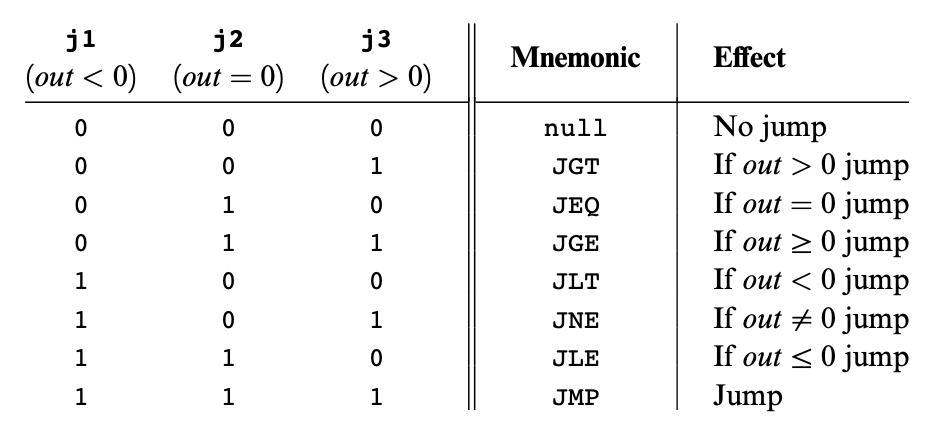 j1 j2 j3 Mnemonic Effect
(out < 0) (out = 0) (out > 0)
0 0 0 null No jump
0 0 1 JGT If out > 0 jump
0 1 0 JEQ If out = 0 jump
0 1 1 JGE If out ≥ 0 jump
1 0 0 JLT If out < 0 jump
1 0 1 JNE If out ≠ 0 jump
1 1 0 JLE If out ≤ 0 jump
1 1 1 JMP Jump